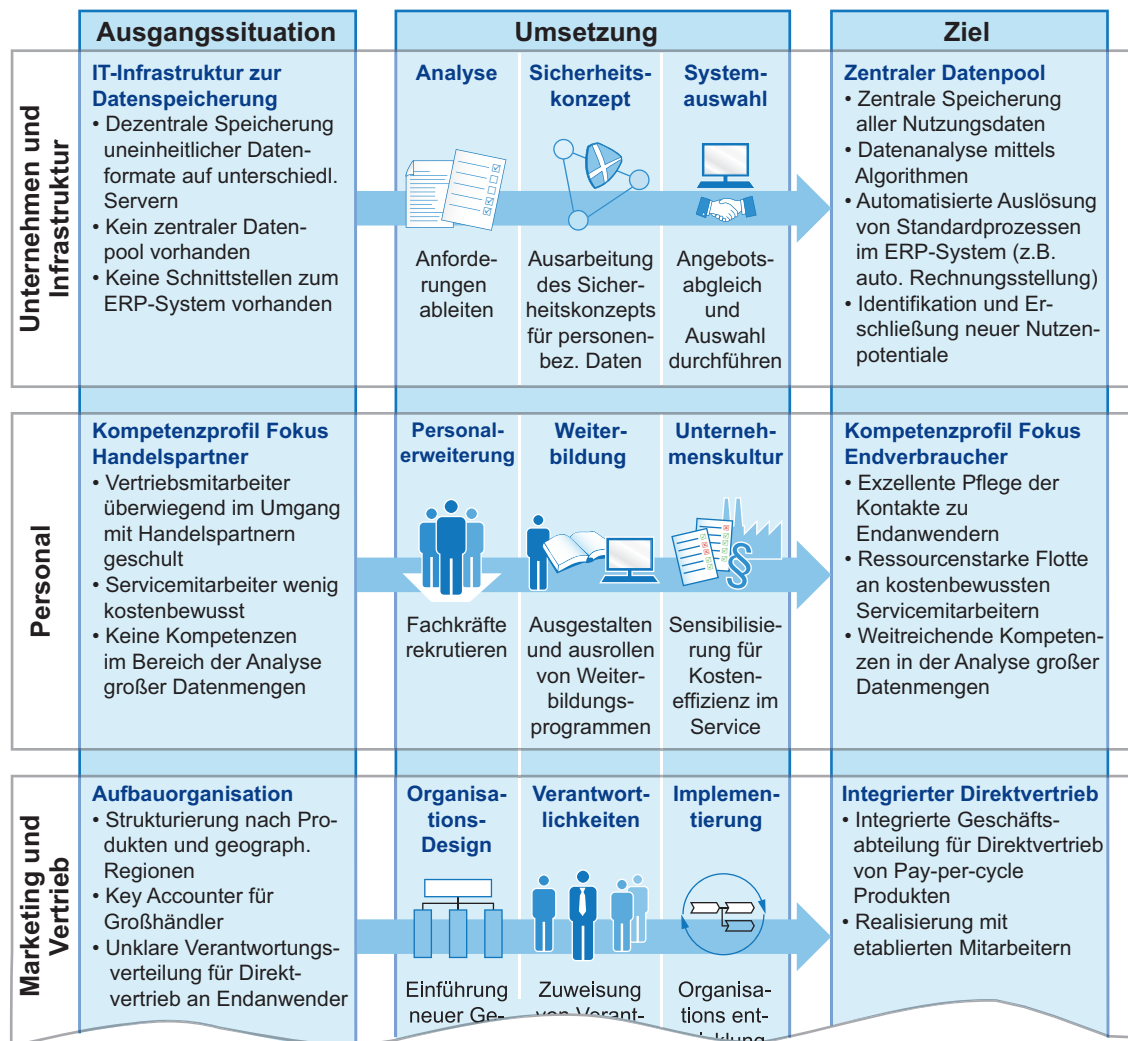 Ausgangssituation
Umsetzung
Ziel
Unternehmen und
Infrastruktur
IT-Infrastruktur zur
Datenspeicherung
• Dezentrale Speicherung
uneinheitlicher Daten-
formate auf unterschiedl.
Servern
• Kein zentraler Daten-
pool vorhanden
• Keine Schnittstellen zum
ERP-System vorhanden
Analyse
Anforde-
rungen
ableiten
Sicherheits-
konzept
Ausarbeitung
des Sicher-
heitskonzepts
für personen-
bez. Daten
System-
auswahl
Angebots-
abgleich
und
Auswahl
durchführen
Zentraler Datenpool
• Zentrale Speicherung
aller Nutzungsdaten
• Datenanalyse mittels
Algorithmen
• Automatisierte Auslösung
von Standardprozessen
im ERP-System (z.B.
auto. Rechnungsstellung)
• Identifikation und Er-
schließung neuer Nutzen-
potentiale
Personal
Kompetenzprofil Fokus
Handelspartner
• Vertriebsmitarbeiter
überwiegend im Umgang
mit Handelspartnern
geschult
• Servicemitarbeiter wenig
kostenbewusst
• Keine Kompetenzen
im Bereich der Analyse
großer Datenmengen
Personal-
erweiterung
Fachkräfte
rekrutieren
Weiter-
bildung
Ausgestalten
und ausrollen
von Weiter-
bildungs-
programmen
Unterneh-
menskultur
§
Sensibilisie-
rung für
Kosten-
effizienz im
Service
Kompetenzprofil Fokus
Endverbraucher
• Exzellente Pflege der
Kontakte zu
Endanwendern
• Ressourcenstarke Flotte
an kostenbewussten
Servicemitarbeitern
• Weitreichende Kompeten-
zen in der Analyse großer
Datenmengen
Marketing und
Vertrieb
Aufbauorganisation
• Strukturierung nach Pro-
dukten und geograph.
Regionen
• Key Accounter für
Großhändler
• Unklare Verantwortungs-
verteilung für Direkt-
vertrieb an Endanwender
Organisa-
tions-
Design
Einführung
neuer Ge-
Verantwort-
lichkeiten
Zuweisung
von Verant-
Implemen-
tierung
Organisa-
tions ent-
Integrierter Direktvertrieb
• Integrierte Geschäfts-
abteilung für Direktvertrieb
von Pay-per-cycle
Produkten
• Realisierung mit
etablierten Mitarbeitern